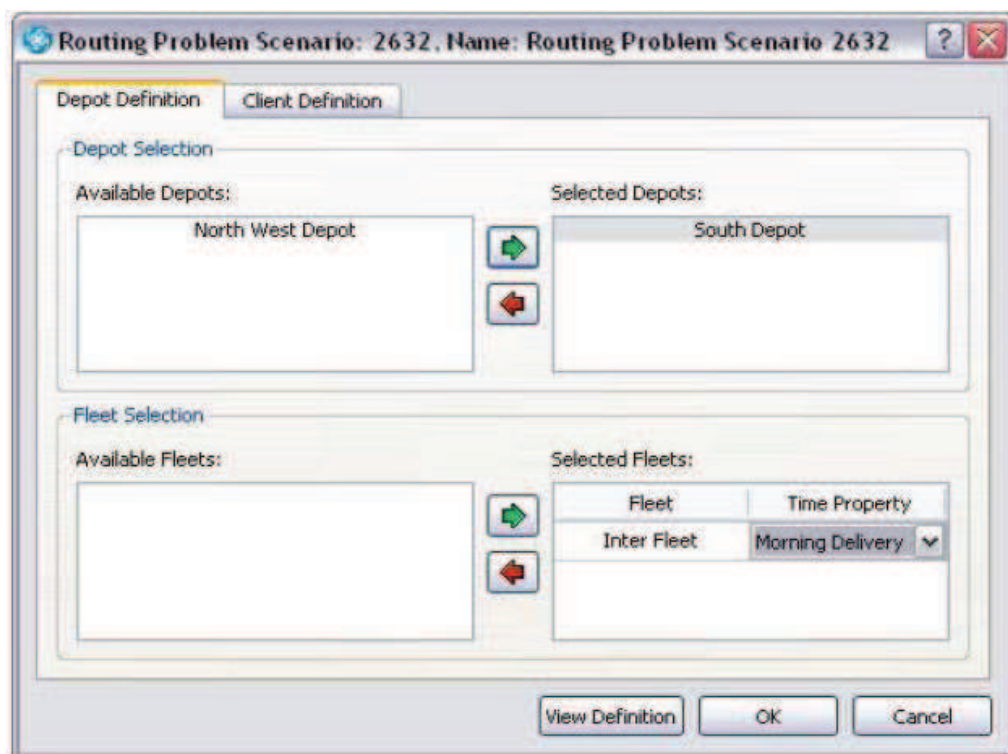 Routing Problem Scenario: 2632, Name: Routing Problem Scenario 2632
?
Depot Definition
Client Definition
Depot Selection
Available Depots:
Selected Depots:
North West Depot
South Depot
Fleet Selection
Available Fleets:
Selected Fleets:
Fleet
Time Property
Inter Fleet
Morning Delivery
View Definition
OK
Cancel